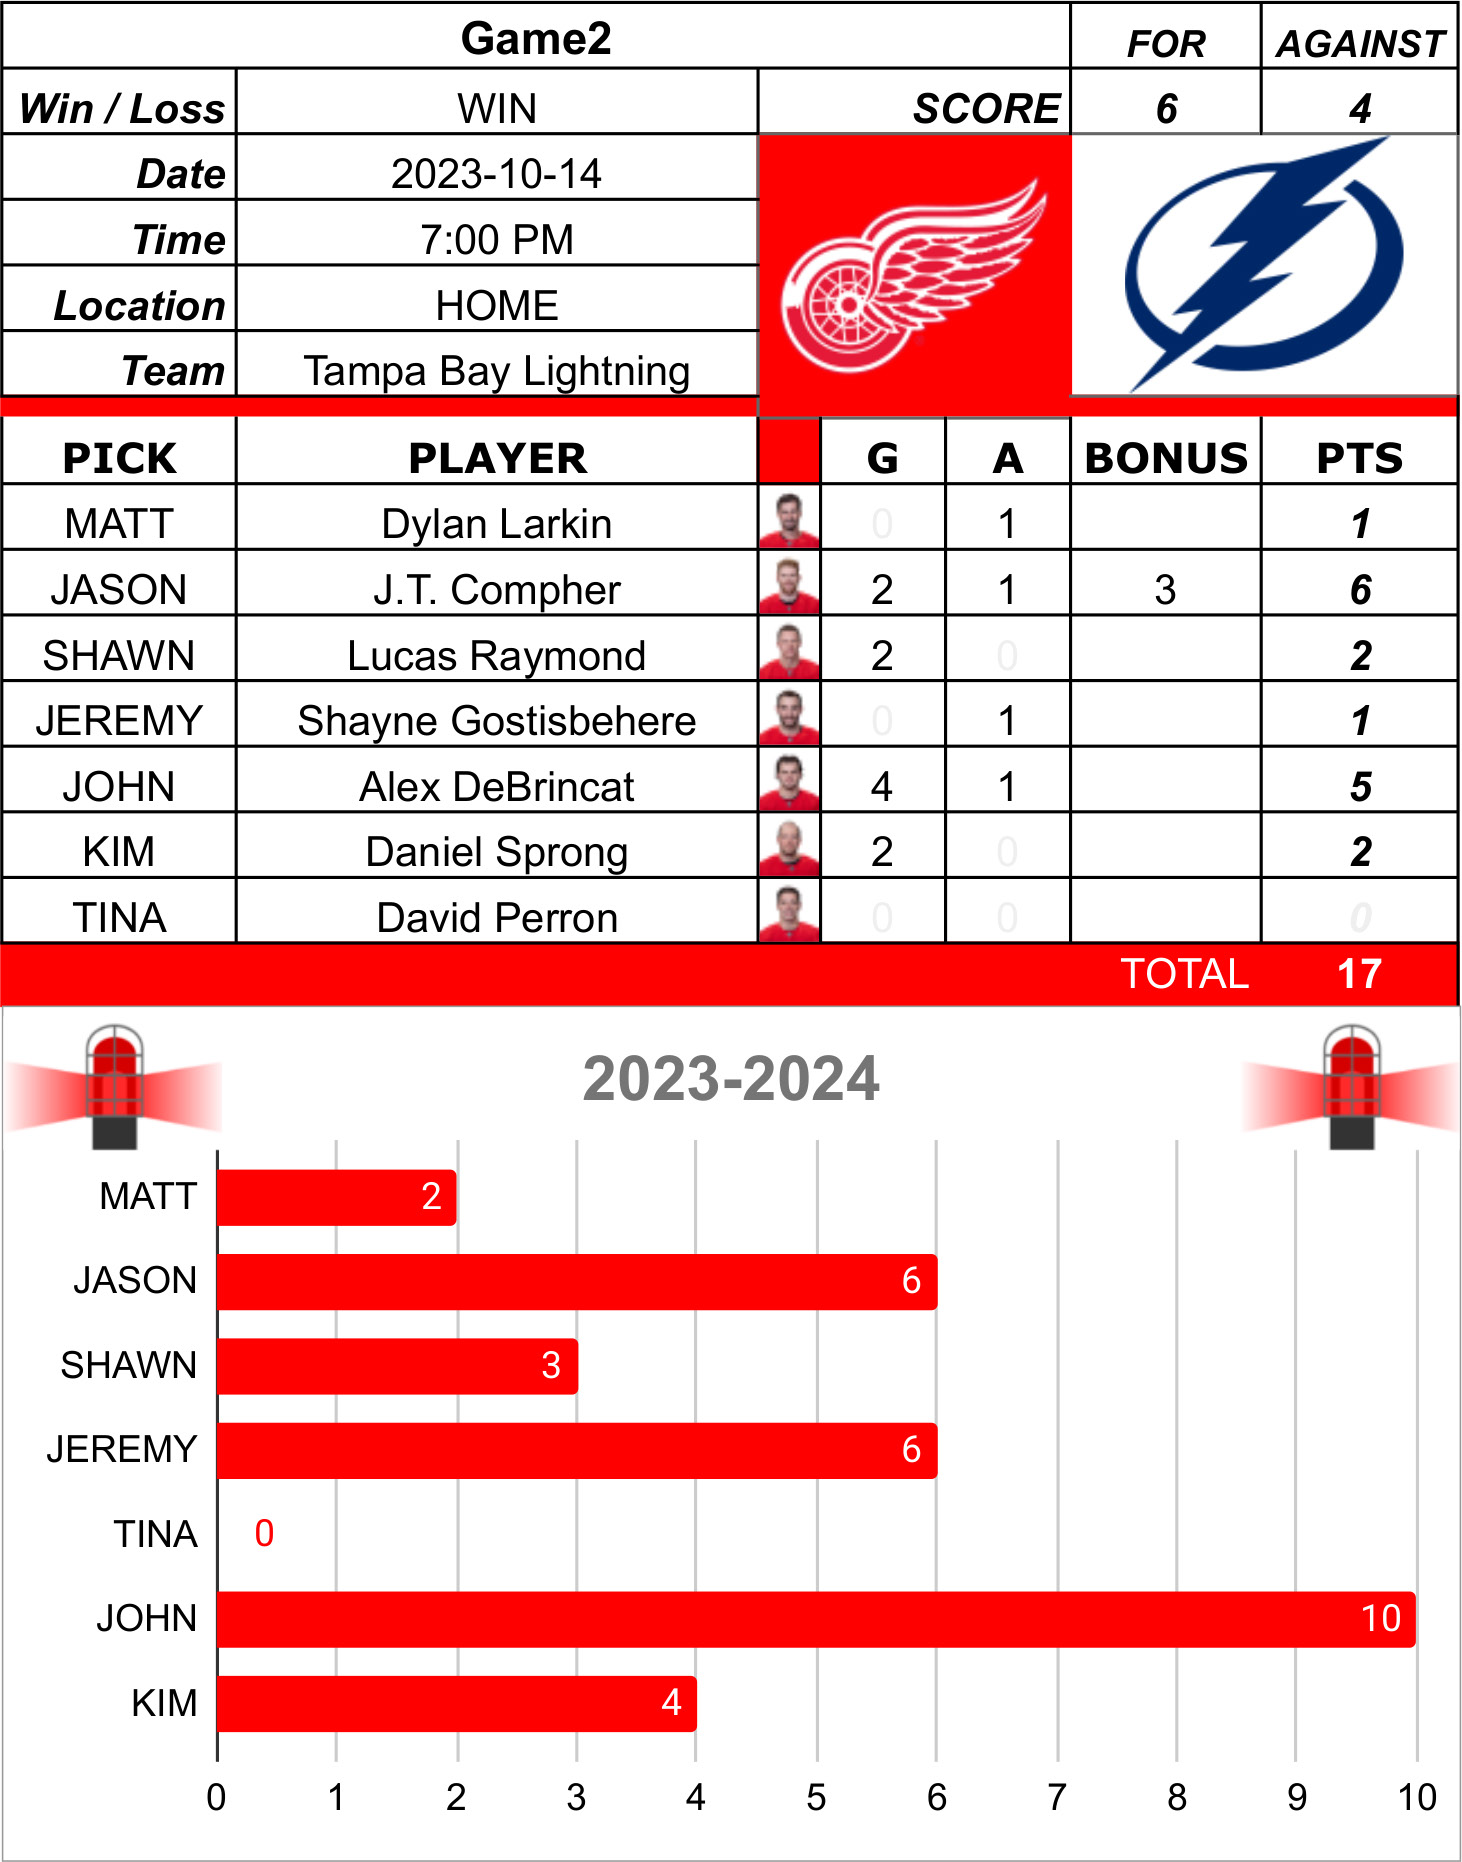 Game2 FOR AGAINST
Win / Loss WIN SCORE 6 4
Date 2023-10-14
Time 7:00 PM
Location HOME
Team Tampa Bay Lightning
PICK PLAYER G A BONUS PTS
MATT Dylan Larkin 0 1 1
JASON J.T. Compher 2 1 3 6
SHAWN Lucas Raymond 2 0 2
JEREMY Shayne Gostisbehere 0 1 1
JOHN Alex DeBrincat 4 1 5
KIM Daniel Sprong 2 0 2
TINA David Perron 0 0 0
TOTAL 17
2023-2024
MATT 2
JASON 6
SHAWN 3
JEREMY 6
TINA 0
JOHN 10
KIM 4
0 1 2 3 4 5 6 7 8 9 10